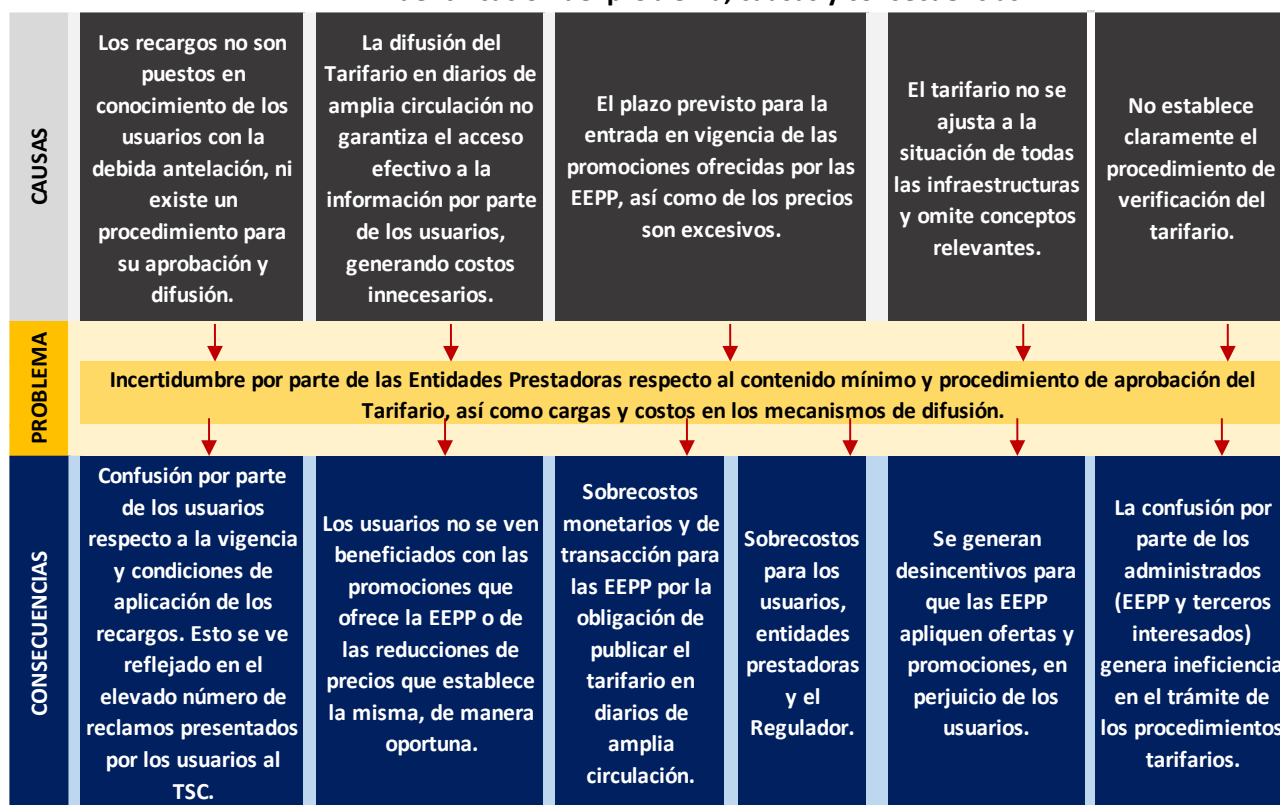 CAUSAS
Los recargos no son
puestos en
conocimiento de los
usuarios con la
debida antelación, ni
existe un
procedimiento para
su aprobación y
difusión.
La difusión del
Tarifario en diarios de
amplia circulación no
garantiza el acceso
efectivo a la
información por parte
de los usuarios,
generando costos
innecesarios.
El plazo previsto para la
entrada en vigencia de las
promociones ofrecidas por las
EEPP, así como de los precios
son excesivos.
El tarifario no se
ajusta a la
situación de todas
las infraestructuras
y omite conceptos
relevantes.
No establece
claramente el
procedimiento de
verificación del
tarifario.
PROBLEMA
Incertidumbre por parte de las Entidades Prestadoras respecto al contenido mínimo y procedimiento de aprobación del
Tarifario, así como cargas y costos en los mecanismos de difusión.
CONSECUENCIAS
Confusión por parte
de los usuarios
respecto a la vigencia
y condiciones de
aplicación de los
recargos. Esto se ve
reflejado en el
elevado número de
reclamos presentados
por los usuarios al
TSC.
Los usuarios no se ven
beneficiados con las
promociones que
ofrece la EEPP o de
las reducciones de
precios que establece
la misma, de manera
oportuna.
Sobrecostos
monetarios y de
transacción para
las EEPP por la
obligación de
publicar el
tarifario en
diarios de
amplia
circulación.
Sobrecostos
para los
usuarios,
entidades
prestadoras
y el
Regulador.
Se generan
desincentivos para
que las EEPP
apliquen ofertas y
promociones, en
perjuicio de los
usuarios.
La confusión por
parte de los
administrados
(EEPP y terceros
interesados)
genera ineficiencia
en el trámite de
los procedimientos
tarifarios.